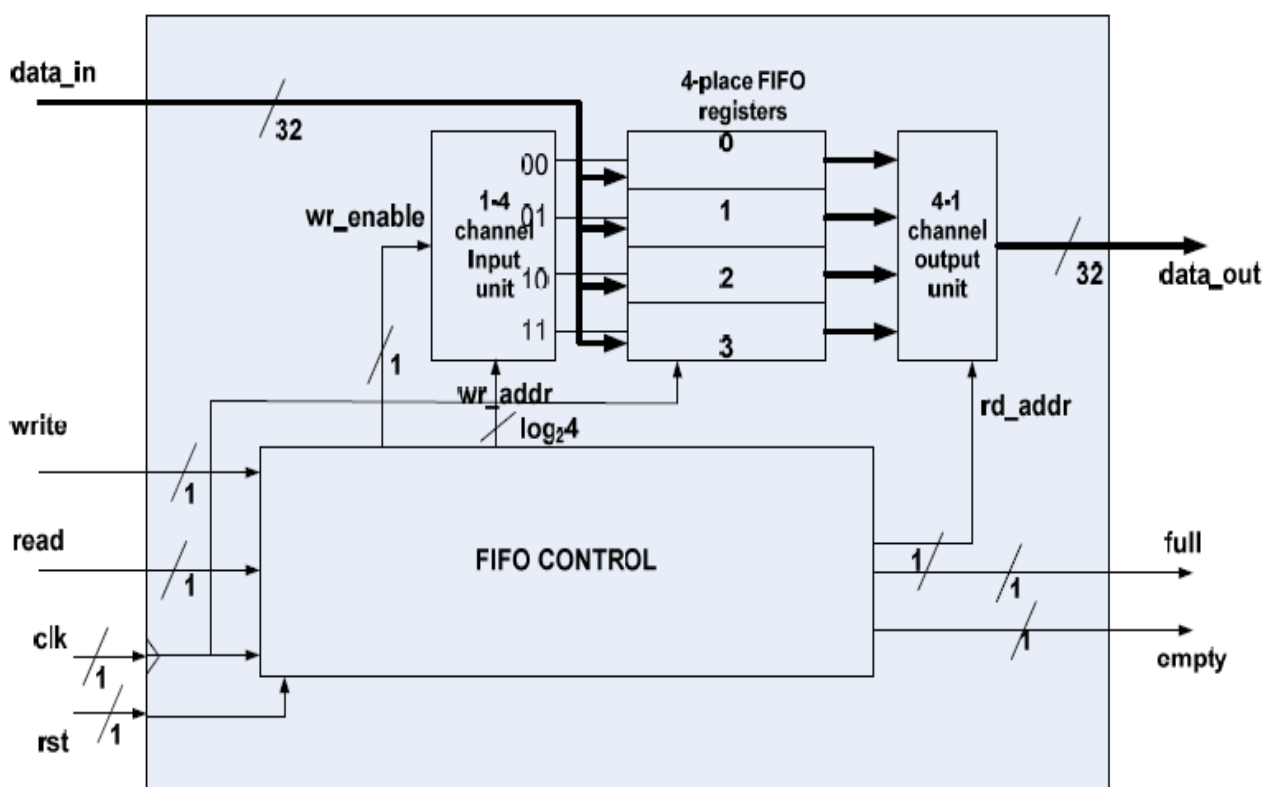 data_in
32
4-place FIFO
registers
0
1
2
3
00
01
10
11
1-4
channel
Input
unit
wr_enable
1
4-1
channel
output
unit
32
data_out
wr_addr
log₂4
rd_addr
write
1
read
1
clk
1
rst
1
FIFO CONTROL
1
1
full
1
empty